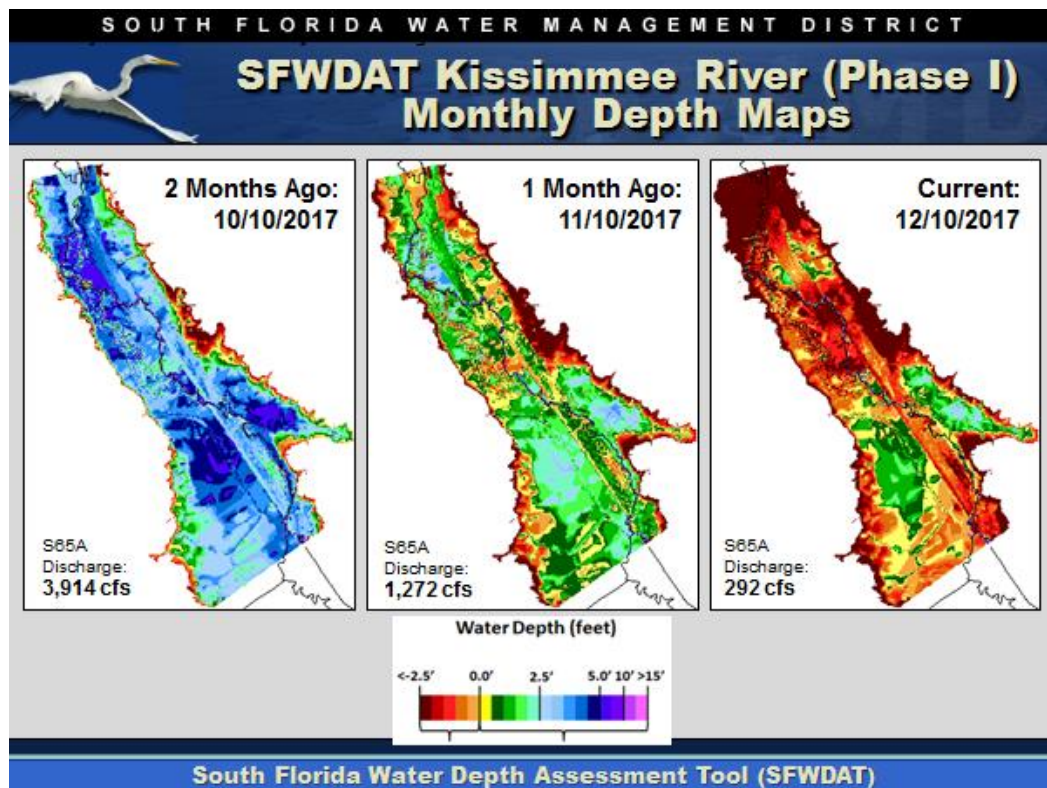 SOUTH FLORIDA WATER MANAGEMENT DISTRICT
SFWDAT Kissimmee River (Phase I)
Monthly Depth Maps
2 Months Ago:
10/10/2017
S65A
Discharge:
3,914 cfs
1 Month Ago:
11/10/2017
S65A
Discharge:
1,272 cfs
Current:
12/10/2017
S65A
Discharge:
292 cfs
Water Depth (feet)
<-2.5' 0.0' 2.5' 5.0' 10' >15'
South Florida Water Depth Assessment Tool (SFWDAT)